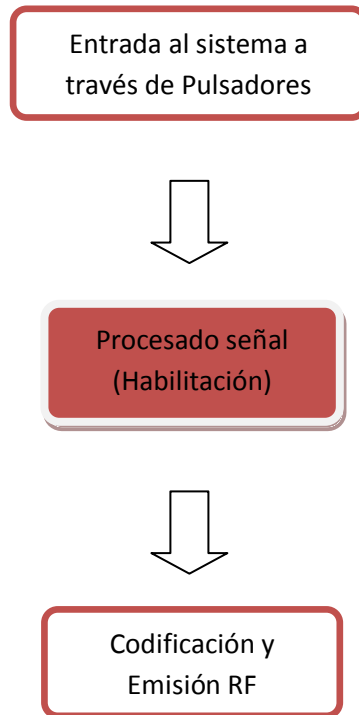 Entrada al sistema a
través de Pulsadores
Procesado señal
(Habilitación)
Codificación y
Emisión RF